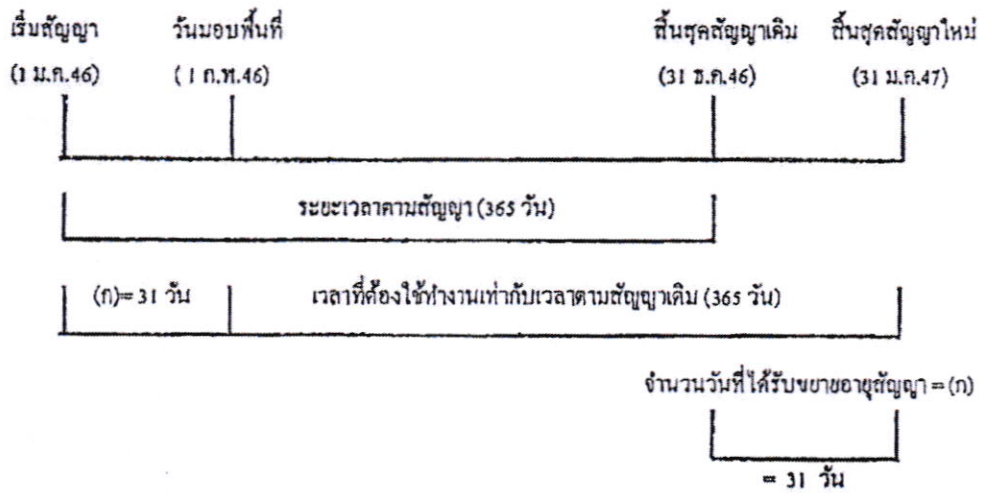 เริ่มสัญญา วันมอบพื้นที่ สิ้นสุดสัญญาเดิม สิ้นสุดสัญญาใหม่
(1 ม.ค.46) (1 ก.พ.46) (31 ธ.ค.46) (31 ม.ค.47)
ระยะเวลาตามสัญญา (365 วัน)
(ก)= 31 วัน เวลาที่ต้องใช้ทำงานเท่ากับเวลาตามสัญญาเดิม (365 วัน)
จำนวนวันที่ได้รับขยายอายุสัญญา = (ก)
= 31 วัน